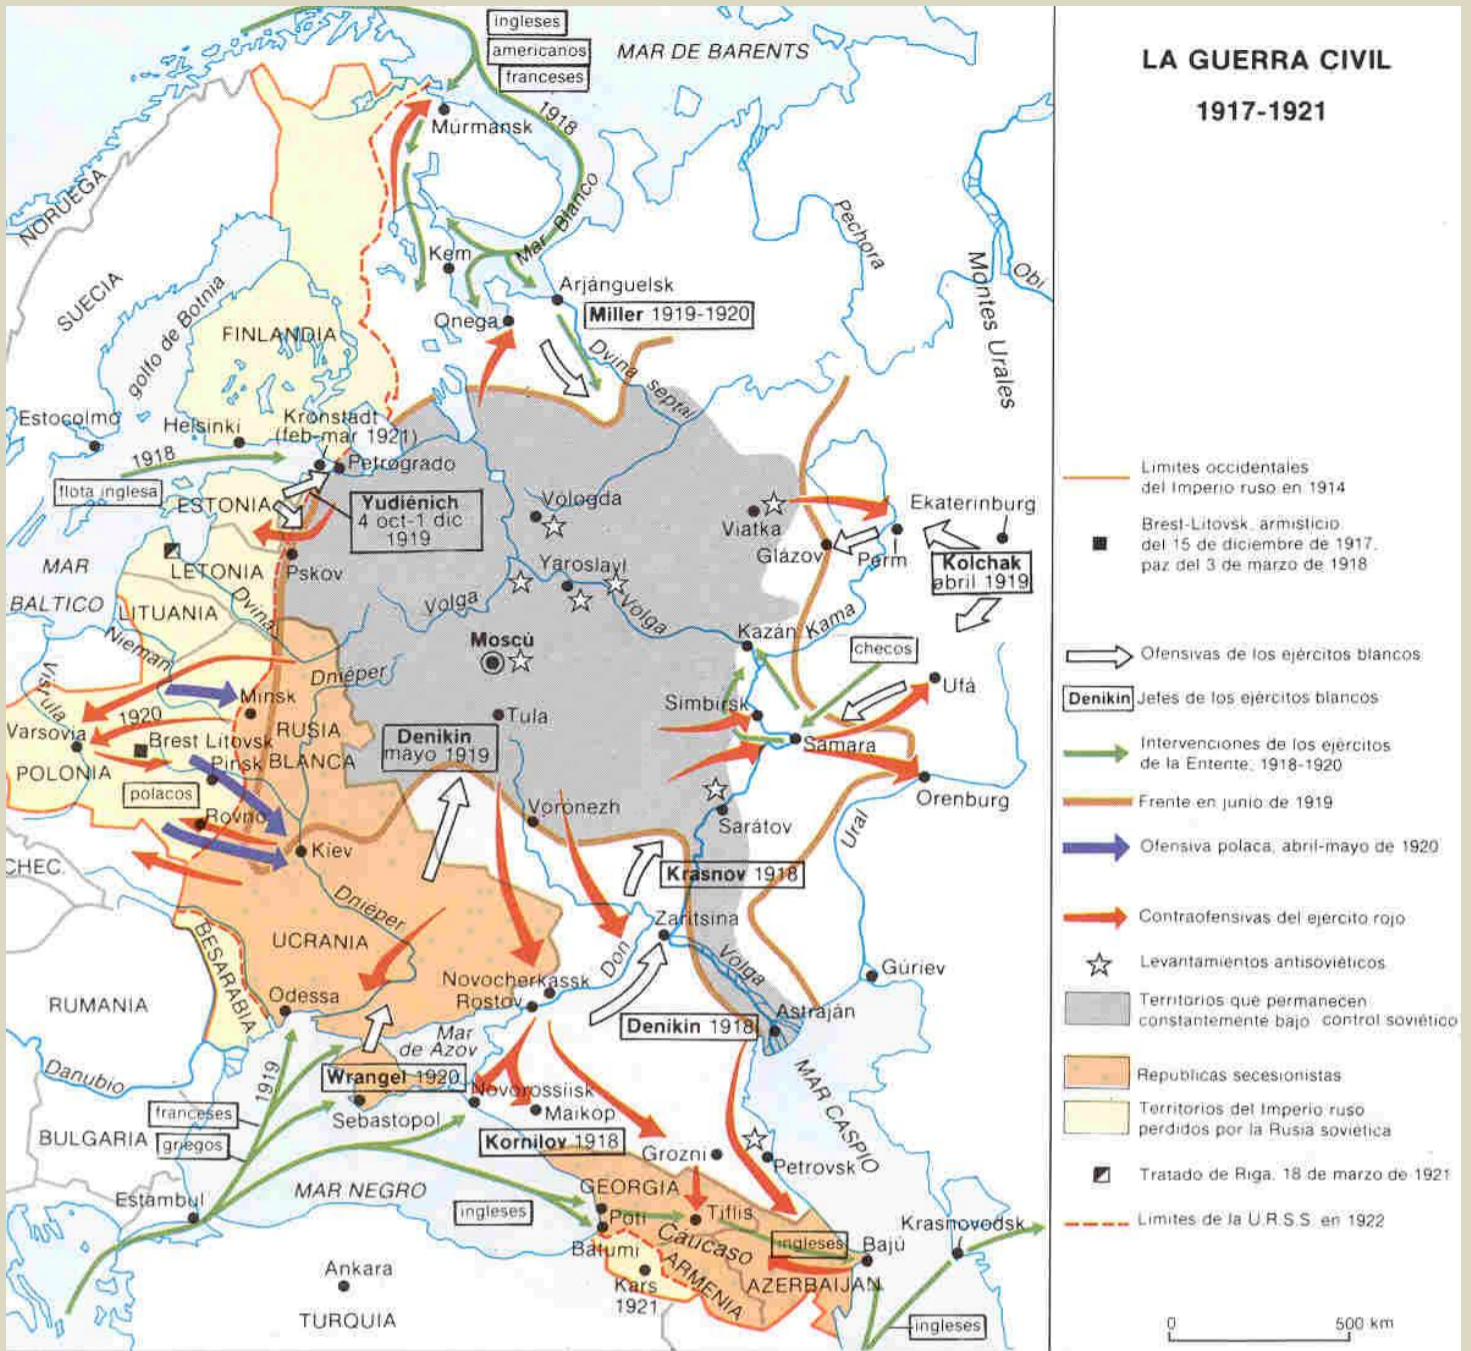 ingleses
americanos
franceses
MAR DE BARENTS
1918
Múrmansk
NORUEGA
SUECIA
golfo de Botnia
Kem
Mar Blanco
Pechora
Obi
Montes Urales
Arjánguelsk
Miller 1919-1920
Onega
FINLANDIA
Dvina septal
Estocolmo
Helsinki
Kronstadt
(feb-mar 1921)
Petrogrado
1918
flota inglesa
ESTONIA
Yudiénich
4 oct-1 dic
1919
Vologda
Viatka
Ekaterinburg
Glazov
Perm
Kolchak
abril 1919
MAR
BALTICO
LETONIA
Pskov
Yaroslavl
LITUANIA
Dvina
Volga
Volga
Kazán
Kama
Nieman
Moscú
checos
Vístula
Dniéper
Minsk
Simbirsk
Ufá
1920
Varsovia
RUSIA
BLANCA
Tula
Denikin
mayo 1919
Samara
Brest Litovsk
Pinsk
POLONIA
polacos
Orenburg
Rovno
Vorónezh
Sarátov
Ural
CHEC.
Kiev
Krasnov 1918
Dniéper
Zaritsina
UCRANIA
BESARABIA
Don
Volga
Gúriev
Novocherkassk
Rostov
RUMANIA
Odessa
Denikin 1918
Astraján
Mar
de Azov
Danubio
Wrangel 1920
Novorossiisk
MAR CASPIO
1919
franceses
griegos
Sebastopol
Maikop
BULGARIA
Kornilov 1918
Grozni
Petrovsk
Estambul
MAR NEGRO
ingleses
GEORGIA
Poti
Tiflis
Krasnovodsk
Batumi
Cáucaso
ingleses
Bajú
Ankara
Kars
1921
ARMENIA
AZERBAIJAN
TURQUIA
ingleses
LA GUERRA CIVIL
1917-1921
Limites occidentales
del Imperio ruso en 1914
Brest-Litovsk, armisticio
del 15 de diciembre de 1917,
paz del 3 de marzo de 1918
Ofensivas de los ejércitos blancos
Denikin Jefes de los ejércitos blancos
Intervenciones de los ejércitos
de la Entente, 1918-1920
Frente en junio de 1919
Ofensiva polaca, abril-mayo de 1920
Contraofensivas del ejercito rojo
Levantamientos antisoviéticos
Territorios que permanecen
constantemente bajo control soviético
Republicas secesionistas
Territorios del Imperio ruso
perdidos por la Rusia soviética
Tratado de Riga, 18 de marzo de 1921
Limites de la U.R.S.S. en 1922
0 500 km